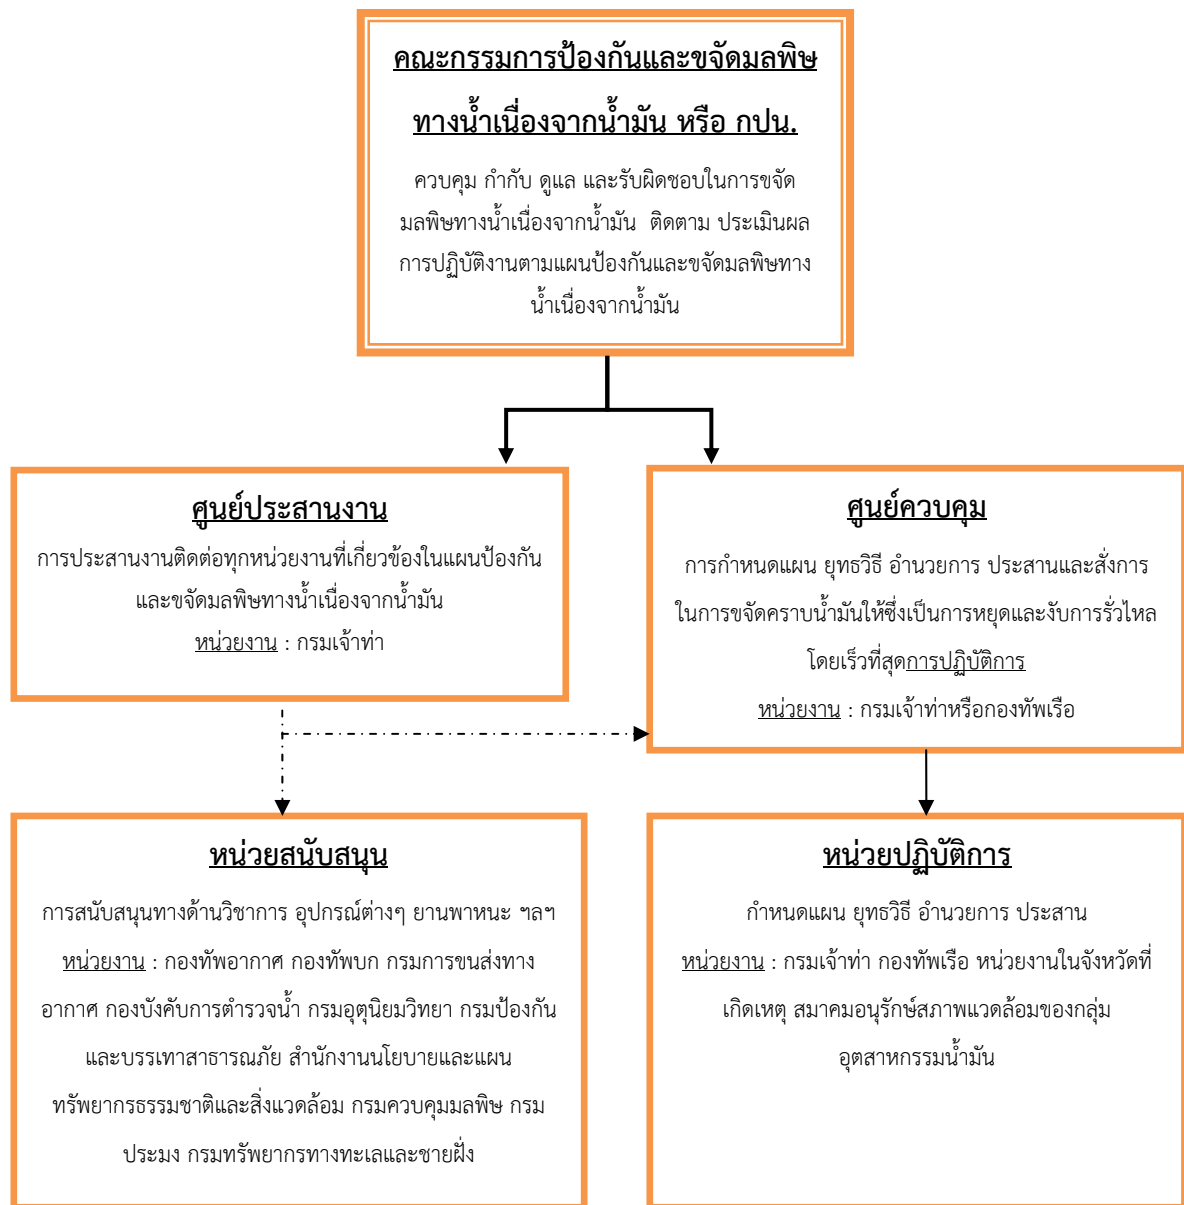 คณะกรรมการป้องกันและขจัดมลพิษ
ทางน้ำเนื่องจากน้ำมัน หรือ กปน.
ควบคุม กำกับ ดูแล และรับผิดชอบในการขจัด
มลพิษทางน้ำเนื่องจากน้ำมัน ติดตาม ประเมินผล
การปฏิบัติงานตามแผนป้องกันและขจัดมลพิษทาง
น้ำเนื่องจากน้ำมัน
ศูนย์ประสานงาน
การประสานงานติดต่อทุกหน่วยงานที่เกี่ยวข้องในแผนป้องกัน
และขจัดมลพิษทางน้ำเนื่องจากน้ำมัน
หน่วยงาน : กรมเจ้าท่า
ศูนย์ควบคุม
การกำหนดแผน ยุทธวิธี อำนวยการ ประสานและสั่งการ
ในการขจัดคราบน้ำมันให้ซึ่งเป็นการหยุดและงับการรั่วไหล
โดยเร็วที่สุดการปฏิบัติการ
หน่วยงาน : กรมเจ้าท่าหรือกองทัพเรือ
หน่วยสนับสนุน
การสนับสนุนทางด้านวิชาการ อุปกรณ์ต่างๆ ยานพาหนะ ฯลฯ
หน่วยงาน : กองทัพอากาศ กองทัพบก กรมการขนส่งทาง
อากาศ กองบังคับการตำรวจน้ำ กรมอุตุนิยมวิทยา กรมป้องกัน
และบรรเทาสาธารณภัย สำนักงานนโยบายและแผน
ทรัพยากรธรรมชาติและสิ่งแวดล้อม กรมควบคุมมลพิษ กรม
ประมง กรมทรัพยากรทางทะเลและชายฝั่ง
หน่วยปฏิบัติการ
กำหนดแผน ยุทธวิธี อำนวยการ ประสาน
หน่วยงาน : กรมเจ้าท่า กองทัพเรือ หน่วยงานในจังหวัดที่
เกิดเหตุ สมาคมอนุรักษ์สภาพแวดล้อมของกลุ่ม
อุตสาหกรรมน้ำมัน